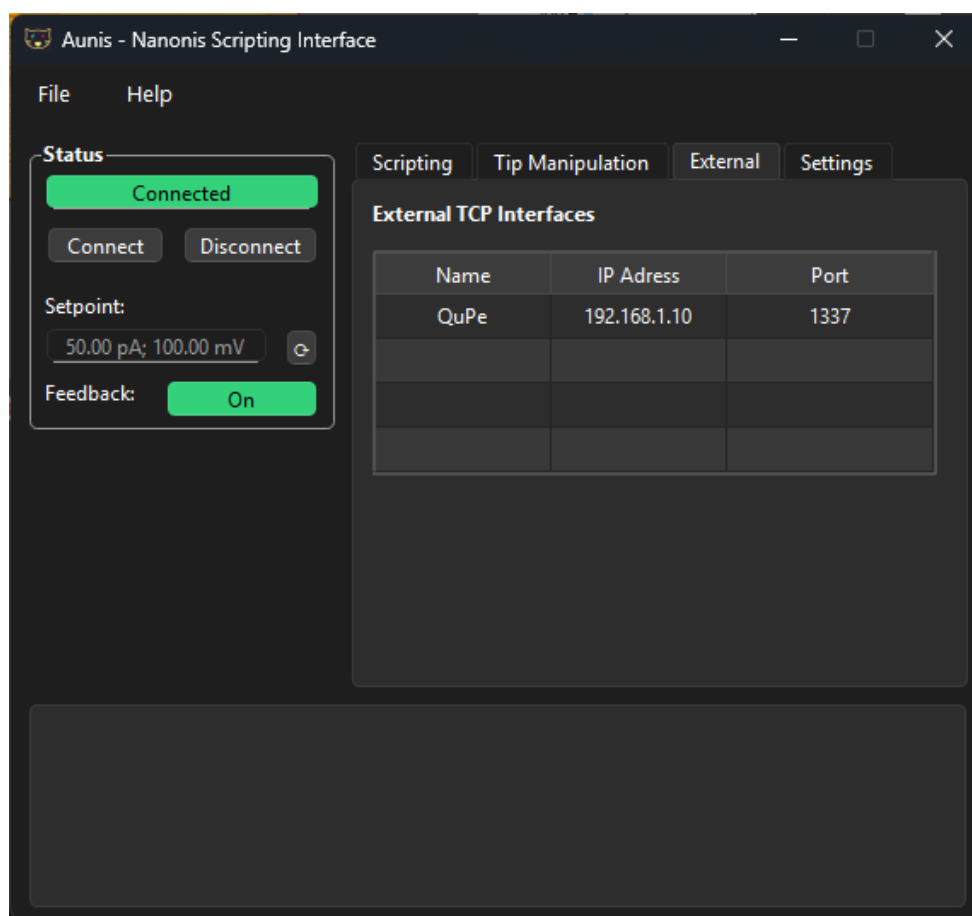 Aunis - Nanonis Scripting Interface
File Help
Status
Connected
Connect Disconnect
Setpoint:
50.00 pA; 100.00 mV
Feedback: On
Scripting Tip Manipulation External Settings
External TCP Interfaces
Name IP Adress Port
QuPe 192.168.1.10 1337